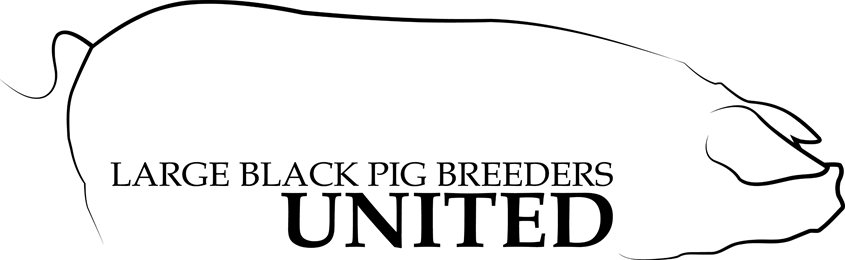 LARGE BLACK PIG BREEDERS
UNITED